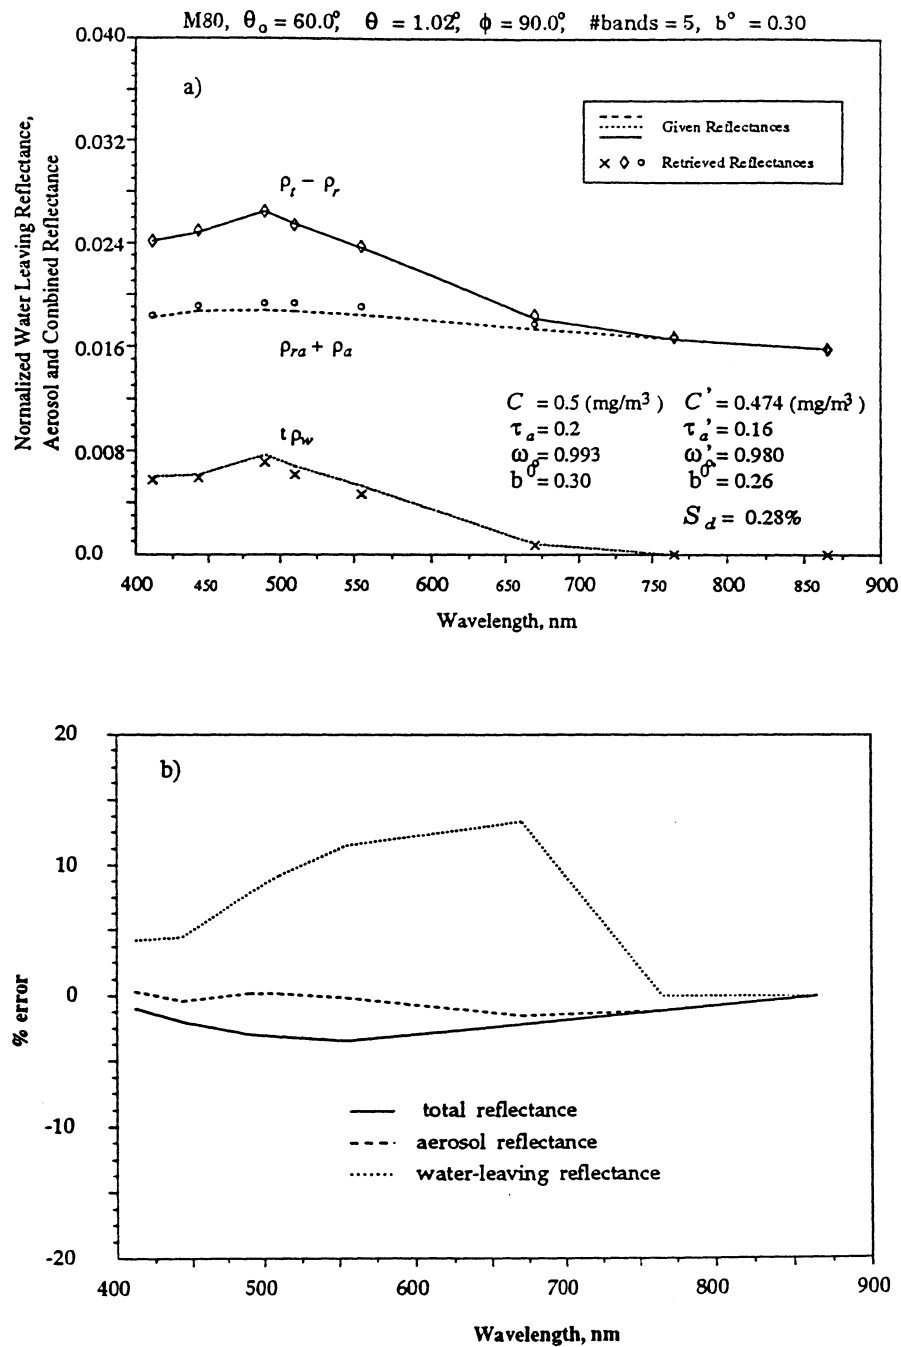 M80, θo = 60.0°, θ = 1.02°, ϕ = 90.0°, #bands = 5, b° = 0.30
0.040
0.032
0.024
0.016
0.008
0.0
Normalized Water Leaving Reflectance,
Aerosol and Combined Reflectance
a)
Given Reflectances
× ◊ ○ Retrieved Reflectances
ρt − ρr
ρra + ρa
tρw
C = 0.5 (mg/m3)
τa = 0.2
ω0 = 0.993
b° = 0.30
C' = 0.474 (mg/m3)
τa' = 0.16
ω0' = 0.980
b°' = 0.26
Sd = 0.28%
400 450 500 550 600 650 700 750 800 850 900
Wavelength, nm
20
10
0
-10
-20
% error
b)
total reflectance
aerosol reflectance
water-leaving reflectance
400 500 600 700 800 900
Wavelength, nm